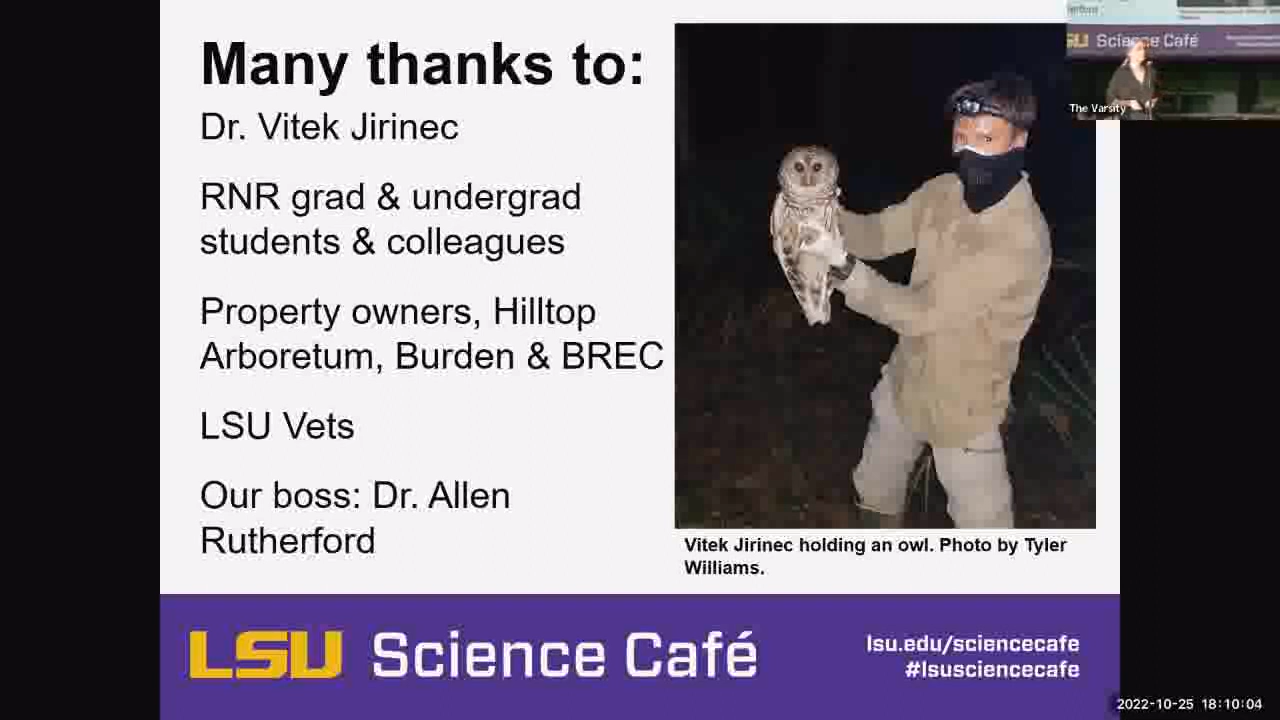 Many thanks to:
Dr. Vitek Jirinec
RNR grad & undergrad
students & colleagues
Property owners, Hilltop
Arboretum, Burden & BREC
LSU Vets
Our boss: Dr. Allen
Rutherford
Vitek Jirinec holding an owl. Photo by Tyler
Williams.
LSU Science Café
lsu.edu/sciencecafe
#lsusciencecafe
Science Café
The Varsity
2022-10-25 18:10:04